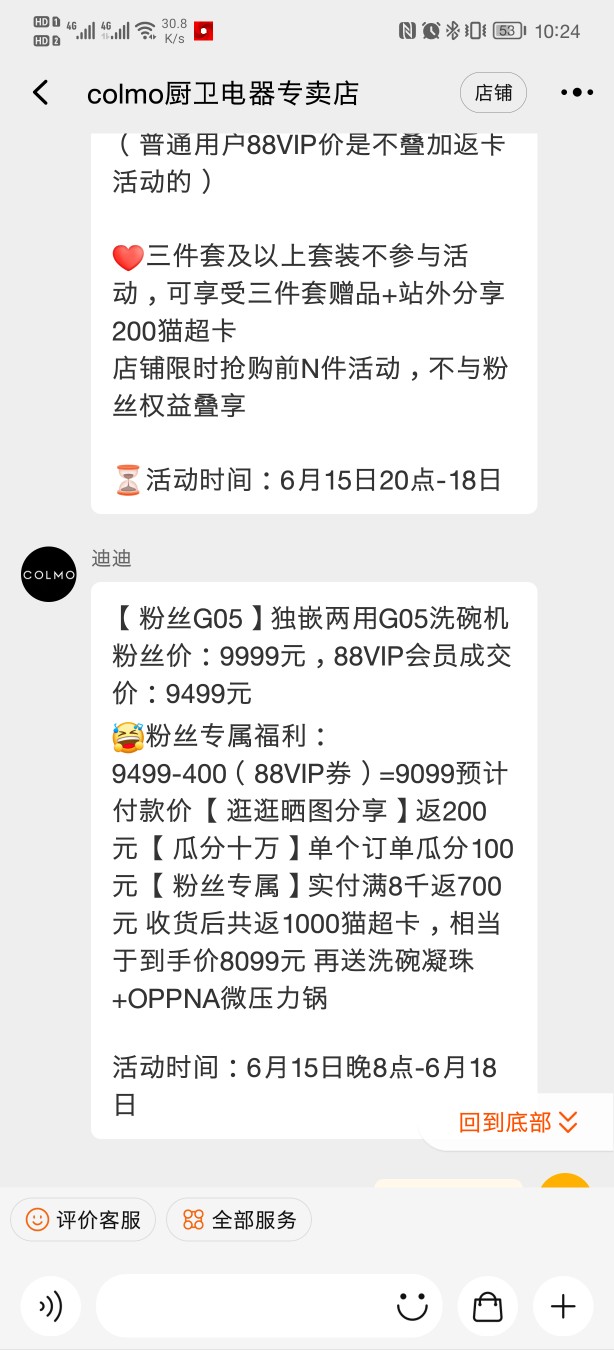 HD 1 4G 4G 30.8 K/s 53 10:24
HD 2
colmo厨卫电器专卖店 店铺
（普通用户88VIP价是不叠加返卡
活动的）
三件套及以上套装不参与活
动，可享受三件套赠品+站外分享
200猫超卡
店铺限时抢购前N件活动，不与粉
丝权益叠享
活动时间：6月15日20点-18日
COLMO
迪迪
【粉丝G05】独嵌两用G05洗碗机
粉丝价：9999元，88VIP会员成交
价：9499元
粉丝专属福利：
9499-400（88VIP券）=9099预计
付款价【逛逛晒图分享】返200
元【瓜分十万】单个订单瓜分100
元【粉丝专属】实付满8千返700
元 收货后共返1000猫超卡，相当
于到手价8099元 再送洗碗凝珠
+OPPNA微压力锅
活动时间：6月15日晚8点-6月18
日
回到底部
评价客服 全部服务